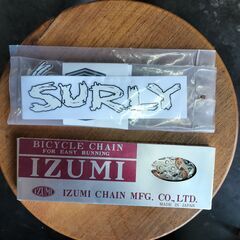 SURLY
BICYCLE CHAIN
FOR EASY RUNNING
IZUMI
IZUMI
IZUMI CHAIN MFG. CO., LTD.
MADE IN JAPAN